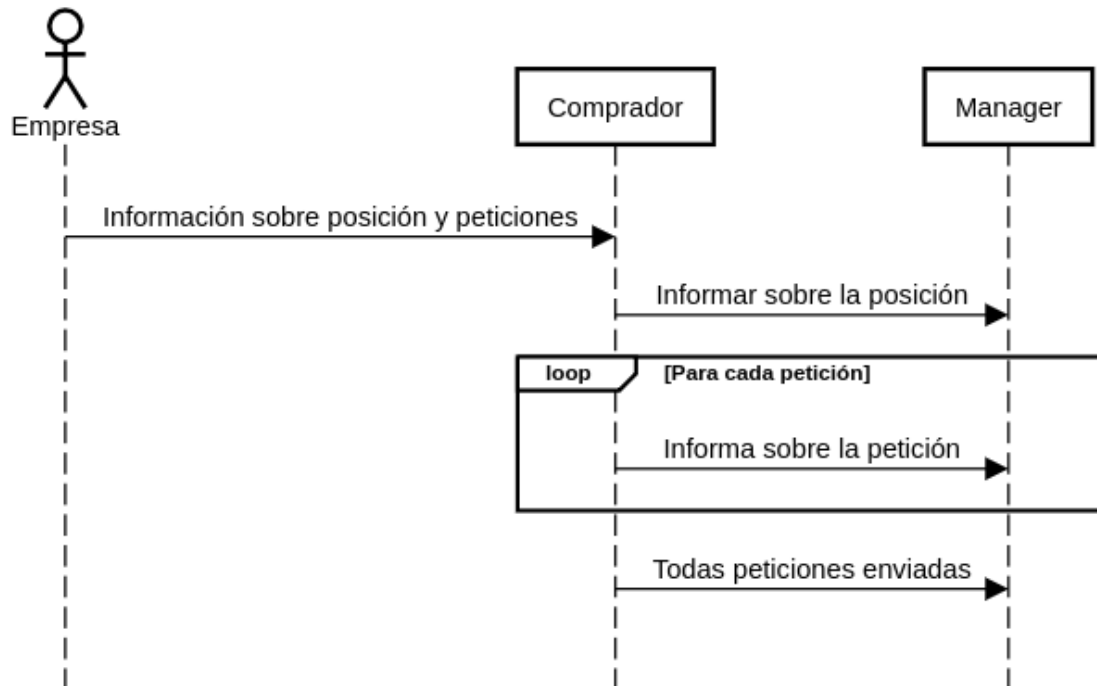 Empresa
Comprador
Manager
Información sobre posición y peticiones
Informar sobre la posición
loop
[Para cada petición]
Informa sobre la petición
Todas peticiones enviadas